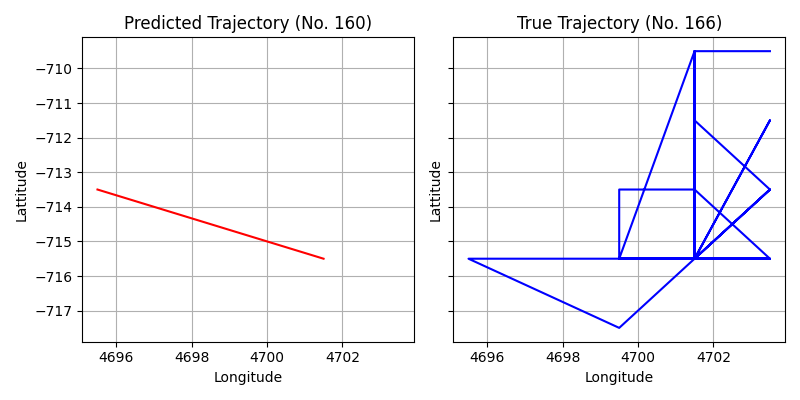 Predicted Trajectory (No. 160)
True Trajectory (No. 166)
Lattitude
−710
−711
−712
−713
−714
−715
−716
−717
4696
4698
4700
4702
Longitude
Lattitude
4696
4698
4700
4702
Longitude